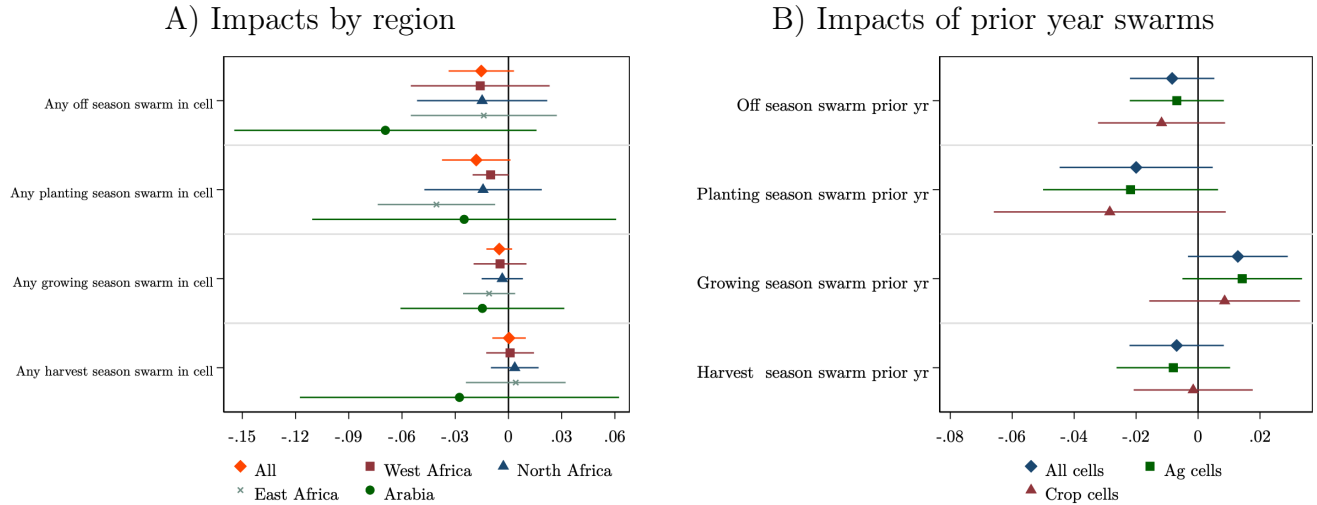 A) Impacts by region
Any off season swarm in cell
Any planting season swarm in cell
Any growing season swarm in cell
Any harvest season swarm in cell
-.15 -.12 -.09 -.06 -.03 0 .03 .06
All West Africa North Africa
East Africa Arabia
B) Impacts of prior year swarms
Off season swarm prior yr
Planting season swarm prior yr
Growing season swarm prior yr
Harvest season swarm prior yr
-.08 -.06 -.04 -.02 0 .02
All cells Ag cells
Crop cells